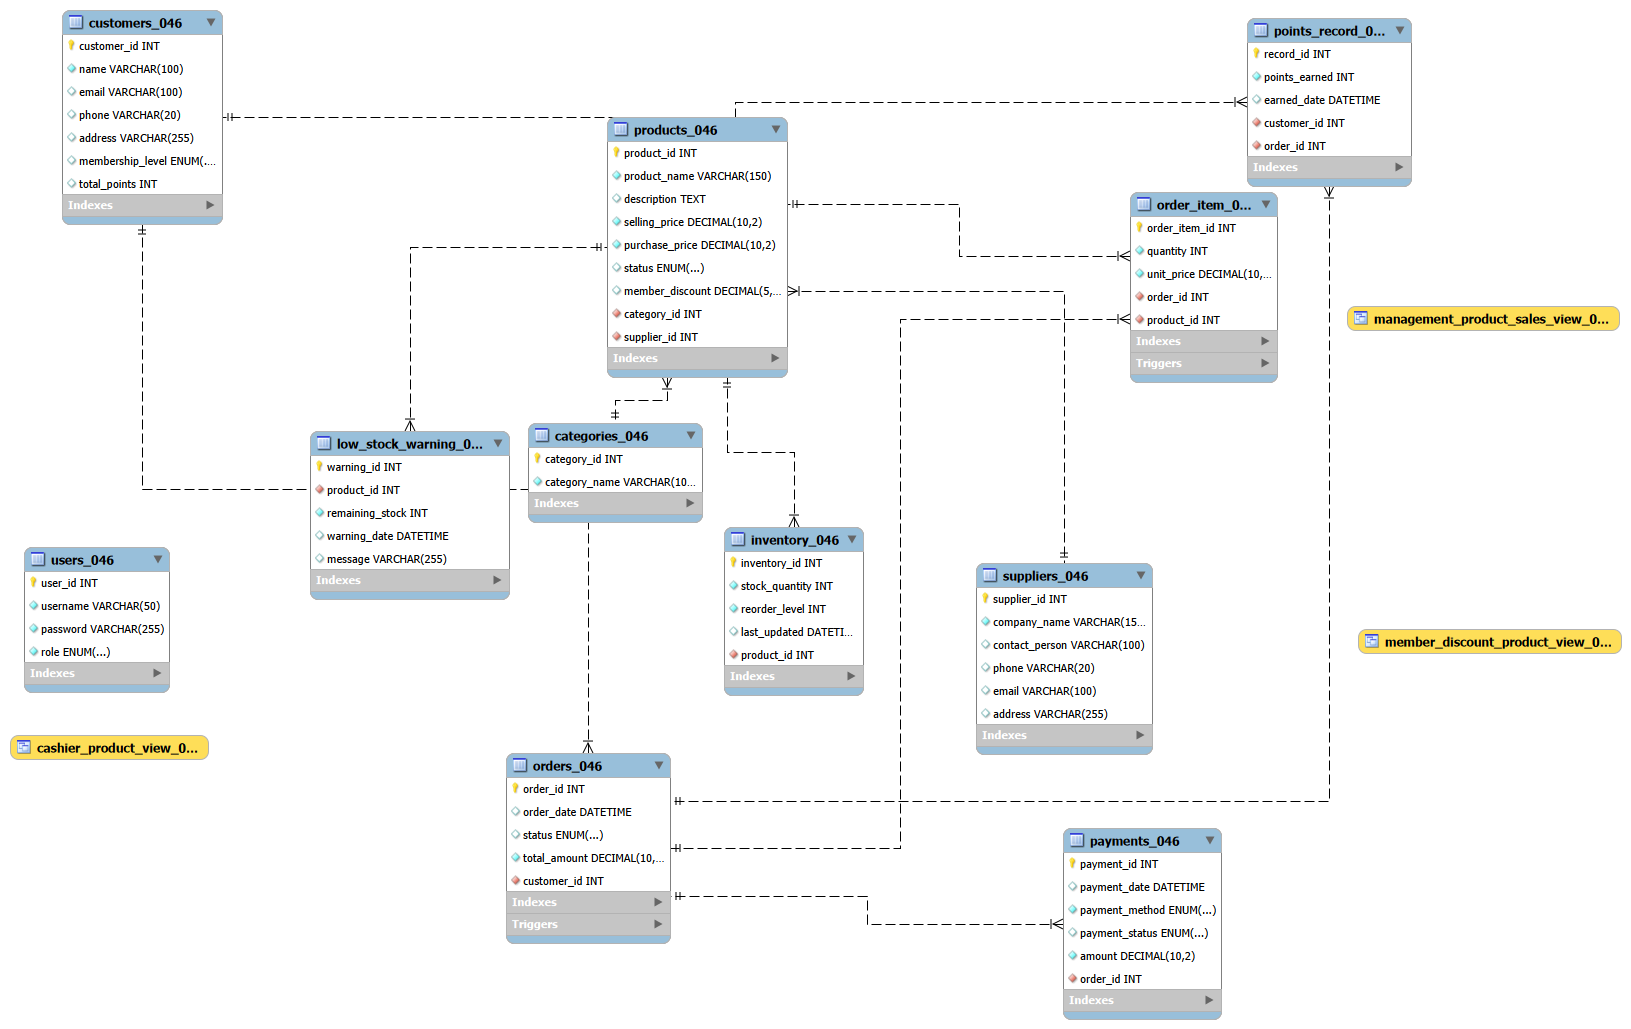 customers_046
customer_id INT
name VARCHAR(100)
email VARCHAR(100)
phone VARCHAR(20)
address VARCHAR(255)
membership_level ENUM(....
total_points INT
Indexes
products_046
product_id INT
product_name VARCHAR(150)
description TEXT
selling_price DECIMAL(10,2)
purchase_price DECIMAL(10,2)
status ENUM(...)
member_discount DECIMAL(5,...
category_id INT
supplier_id INT
Indexes
points_record_0...
record_id INT
points_earned INT
earned_date DATETIME
customer_id INT
order_id INT
Indexes
order_item_0...
order_item_id INT
quantity INT
unit_price DECIMAL(10,...
order_id INT
product_id INT
Indexes
Triggers
management_product_sales_view_0...
low_stock_warning_0...
warning_id INT
product_id INT
remaining_stock INT
warning_date DATETIME
message VARCHAR(255)
Indexes
categories_046
category_id INT
category_name VARCHAR(10...
Indexes
inventory_046
inventory_id INT
stock_quantity INT
reorder_level INT
last_updated DATETI...
product_id INT
Indexes
users_046
user_id INT
username VARCHAR(50)
password VARCHAR(255)
role ENUM(...)
Indexes
suppliers_046
supplier_id INT
company_name VARCHAR(15...
contact_person VARCHAR(100)
phone VARCHAR(20)
email VARCHAR(100)
address VARCHAR(255)
Indexes
member_discount_product_view_0...
cashier_product_view_0...
orders_046
order_id INT
order_date DATETIME
status ENUM(...)
total_amount DECIMAL(10,...
customer_id INT
Indexes
Triggers
payments_046
payment_id INT
payment_date DATETIME
payment_method ENUM(...)
payment_status ENUM(...)
amount DECIMAL(10,2)
order_id INT
Indexes